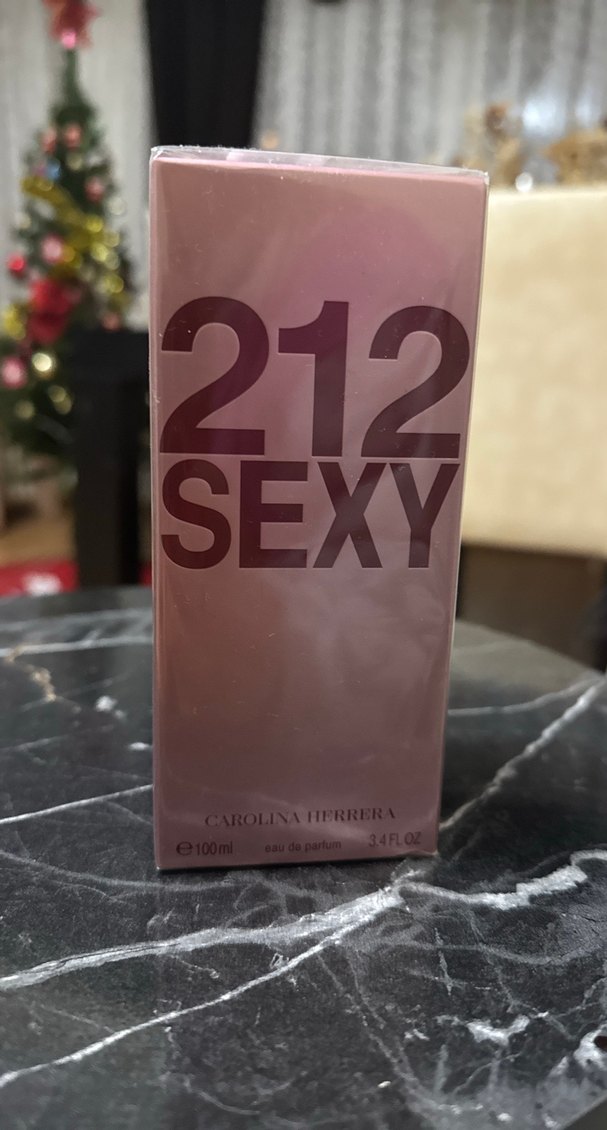 212
SEXY
CAROLINA HERRERA
℮100ml eau de parfum 3.4 FL OZ